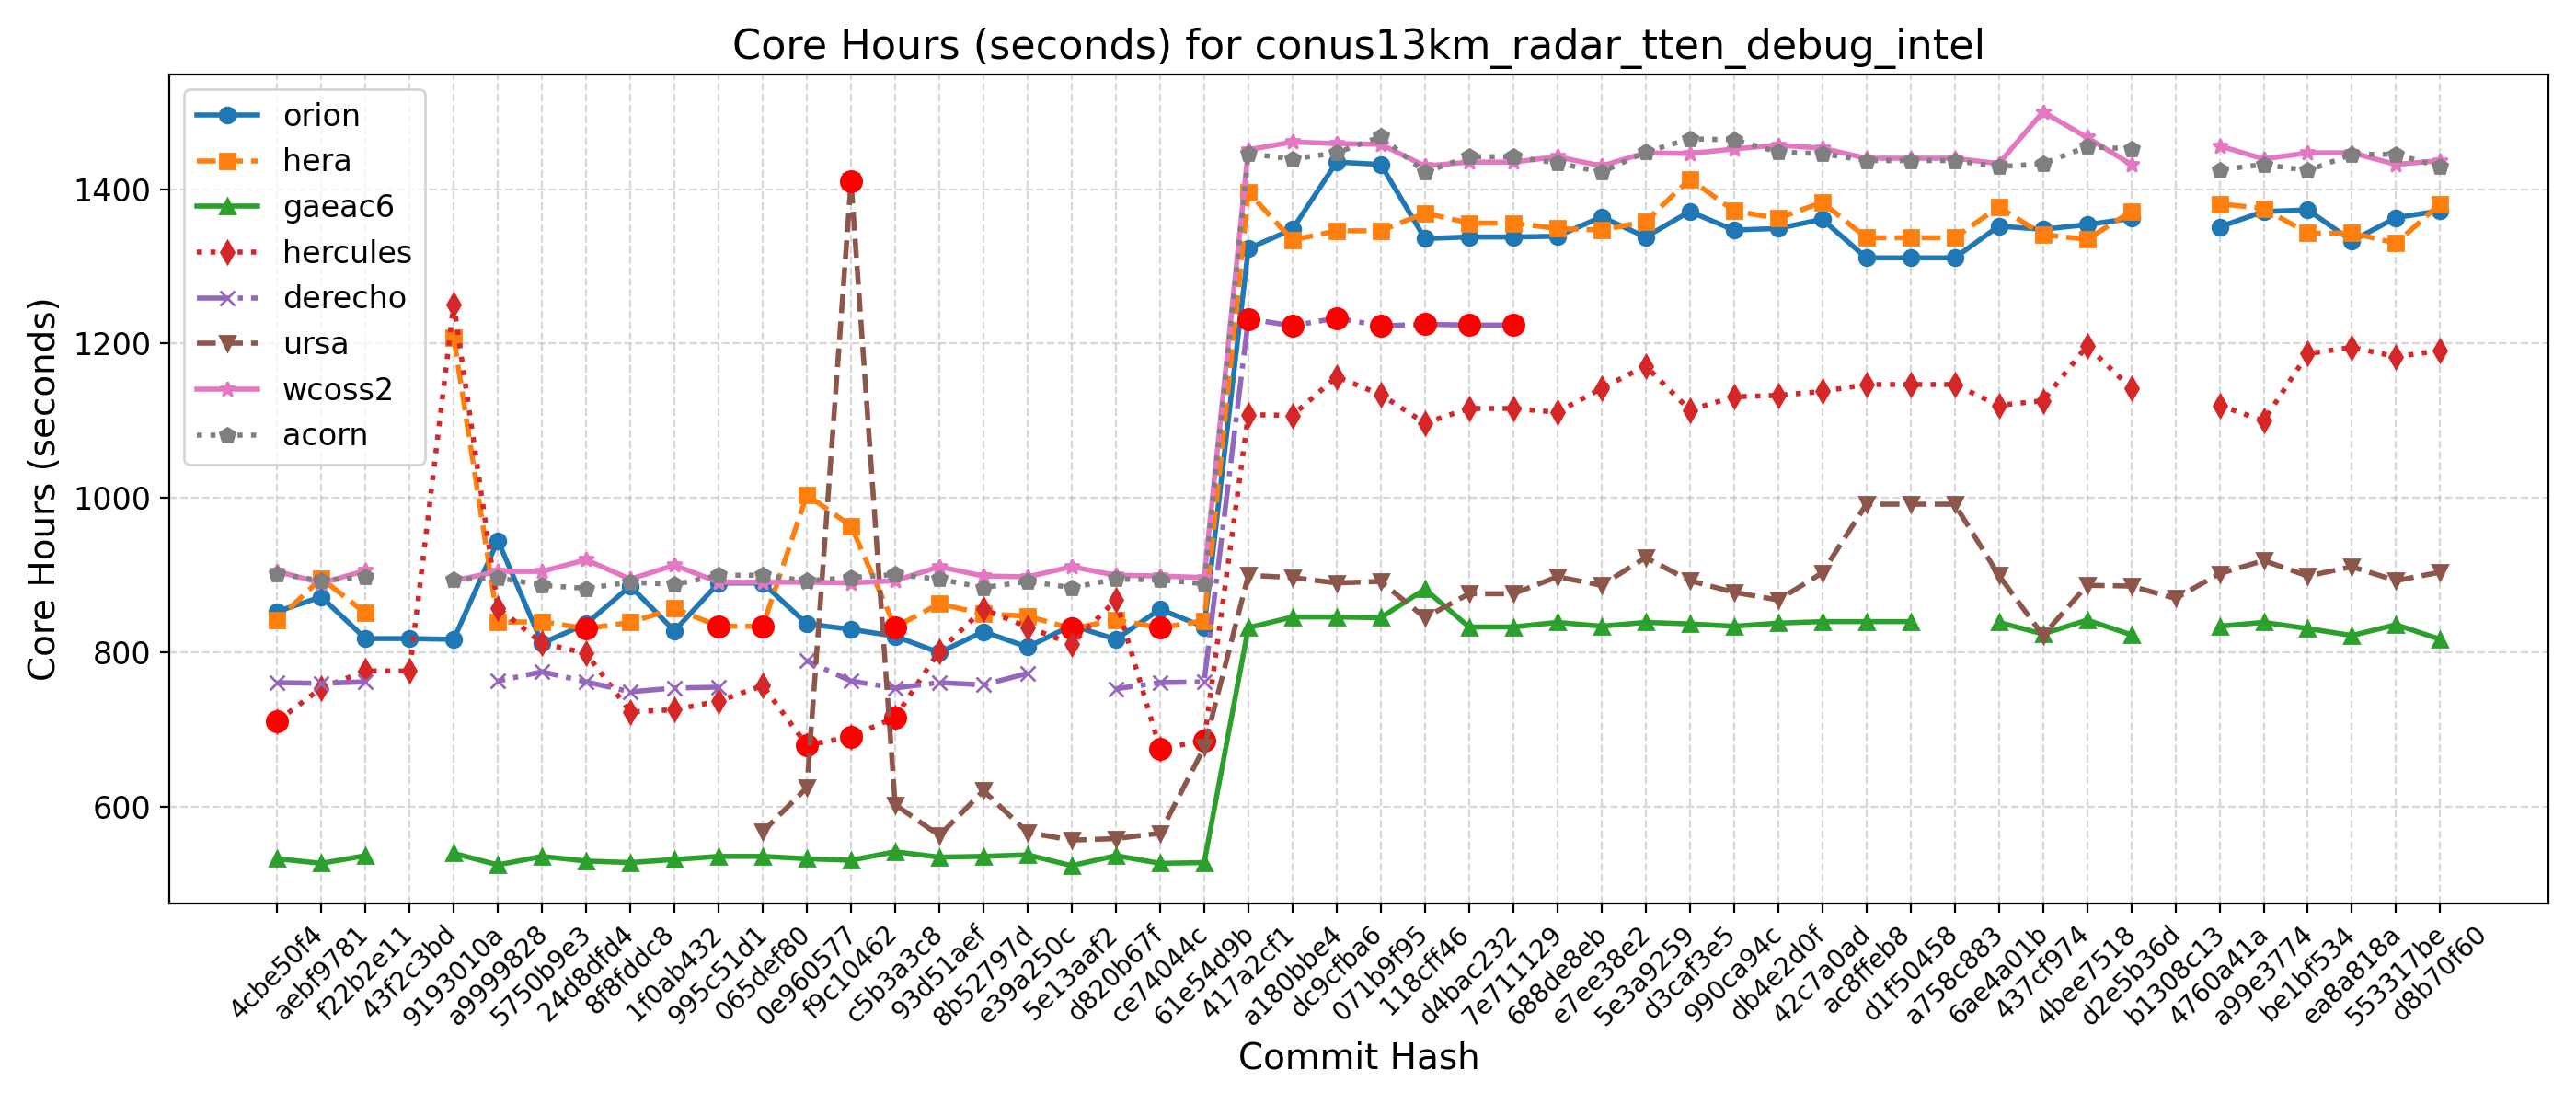 Core Hours (seconds) for conus13km_radar_tten_debug_intel
orion
hera
gaeac6
hercules
derecho
ursa
wcoss2
acorn
Core Hours (seconds)
1400
1200
1000
800
600
4cbe50f4
aebf9781
f22b2e11
43f2c3bd
9193010a
a9999828
5750b9e3
24d8dfd4
8f8fddc8
1f0ab432
995c51d1
065def80
0e960577
f9c10462
c5b3a3c8
93d51aef
8b52797d
e39a250c
5e13aaf2
d820b67f
ce74044c
61e54d9b
417a2cf1
a180bbe4
dc9cfba6
071b9f95
118cff46
d4bac232
7e711129
688de8eb
e7ee38e2
5e3a9259
d3caf3e5
990ca94c
db4e2d0f
42c7a0ad
ac8ffeb8
d1f50458
a758c883
6ae4a01b
437cf974
4bee7518
d2e5b36d
b1308c13
4760a41a
a99e3774
be1bf534
ea8a818a
553317be
d8b70f60
Commit Hash